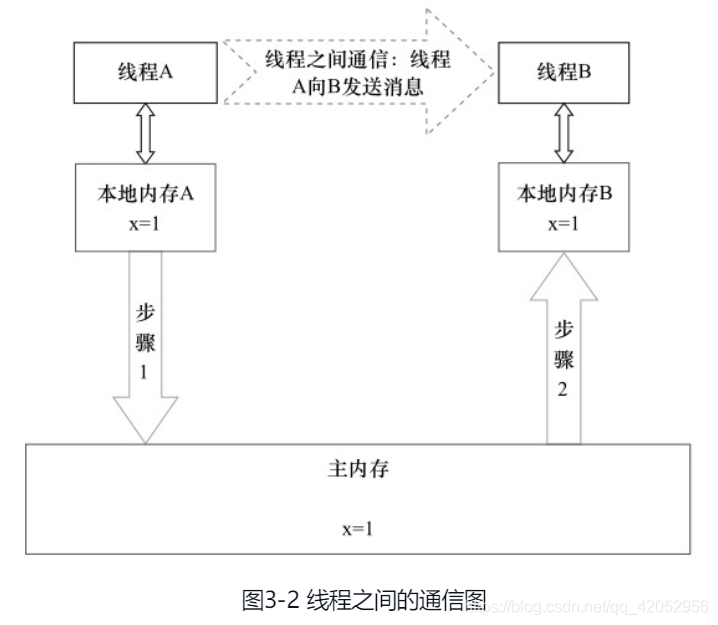 线程A
线程之间通信：线程
A向B发送消息
线程B
本地内存A
x=1
本地内存B
x=1
步
骤
1
步
骤
2
主内存
x=1
图3-2 线程之间的通信图
https://blog.csdn.net/qq_42052956